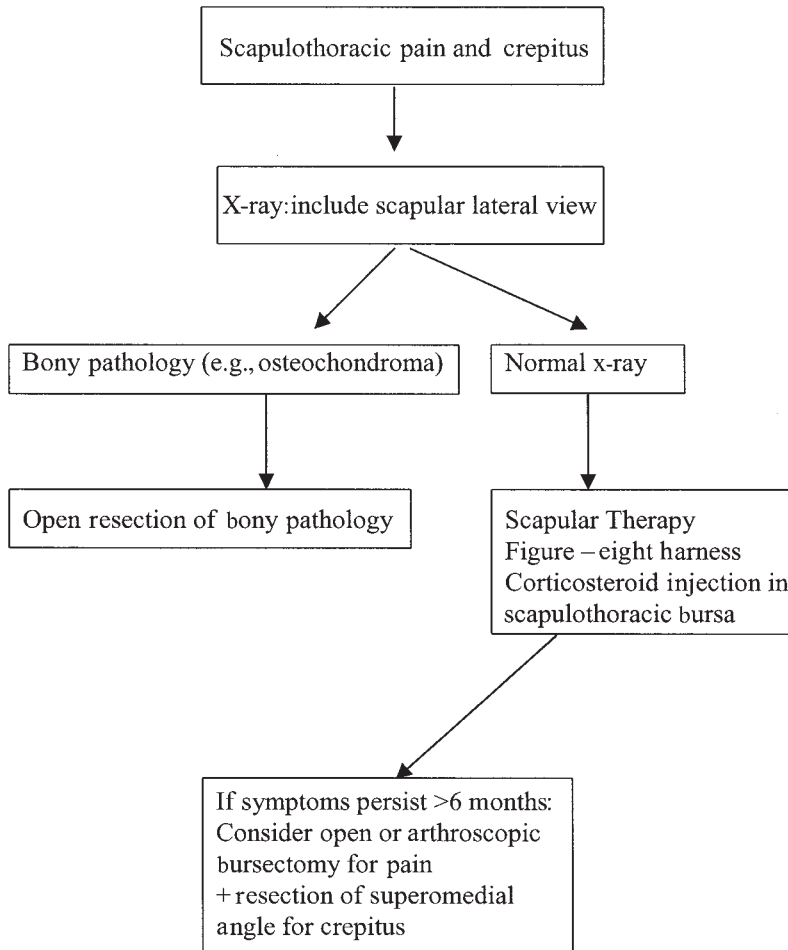 Scapulothoracic pain and crepitus
X-ray:include scapular lateral view
Bony pathology (e.g., osteochondroma)
Normal x-ray
Open resection of bony pathology
Scapular Therapy
Figure – eight harness
Corticosteroid injection in
scapulothoracic bursa
If symptoms persist >6 months:
Consider open or arthroscopic
bursectomy for pain
+ resection of superomedial
angle for crepitus